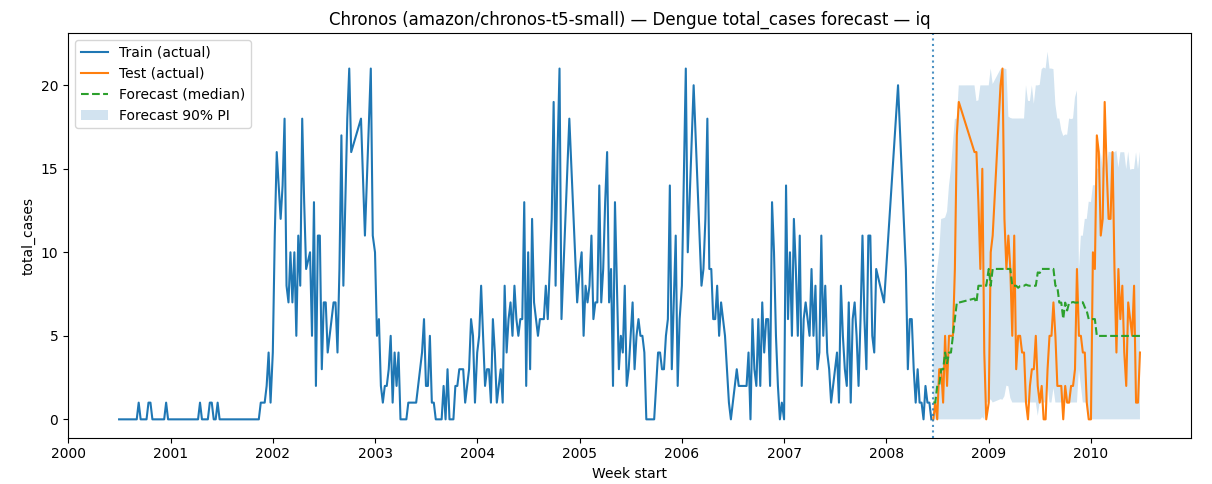 Chronos (amazon/chronos-t5-small) — Dengue total_cases forecast — iq
Train (actual)
Test (actual)
Forecast (median)
Forecast 90% PI
total_cases
20
15
10
5
0
2000 2001 2002 2003 2004 2005 2006 2007 2008 2009 2010
Week start